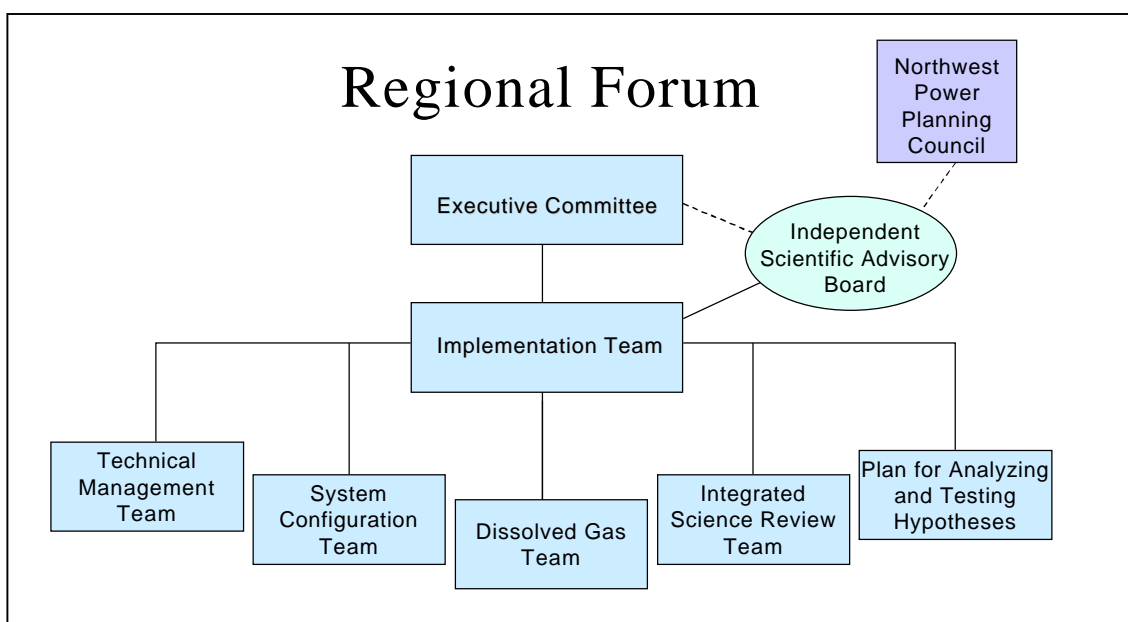 Regional Forum
Northwest
Power
Planning
Council
Executive Committee
Independent
Scientific Advisory
Board
Implementation Team
Technical
Management
Team
System
Configuration
Team
Dissolved Gas
Team
Integrated
Science Review
Team
Plan for Analyzing
and Testing
Hypotheses